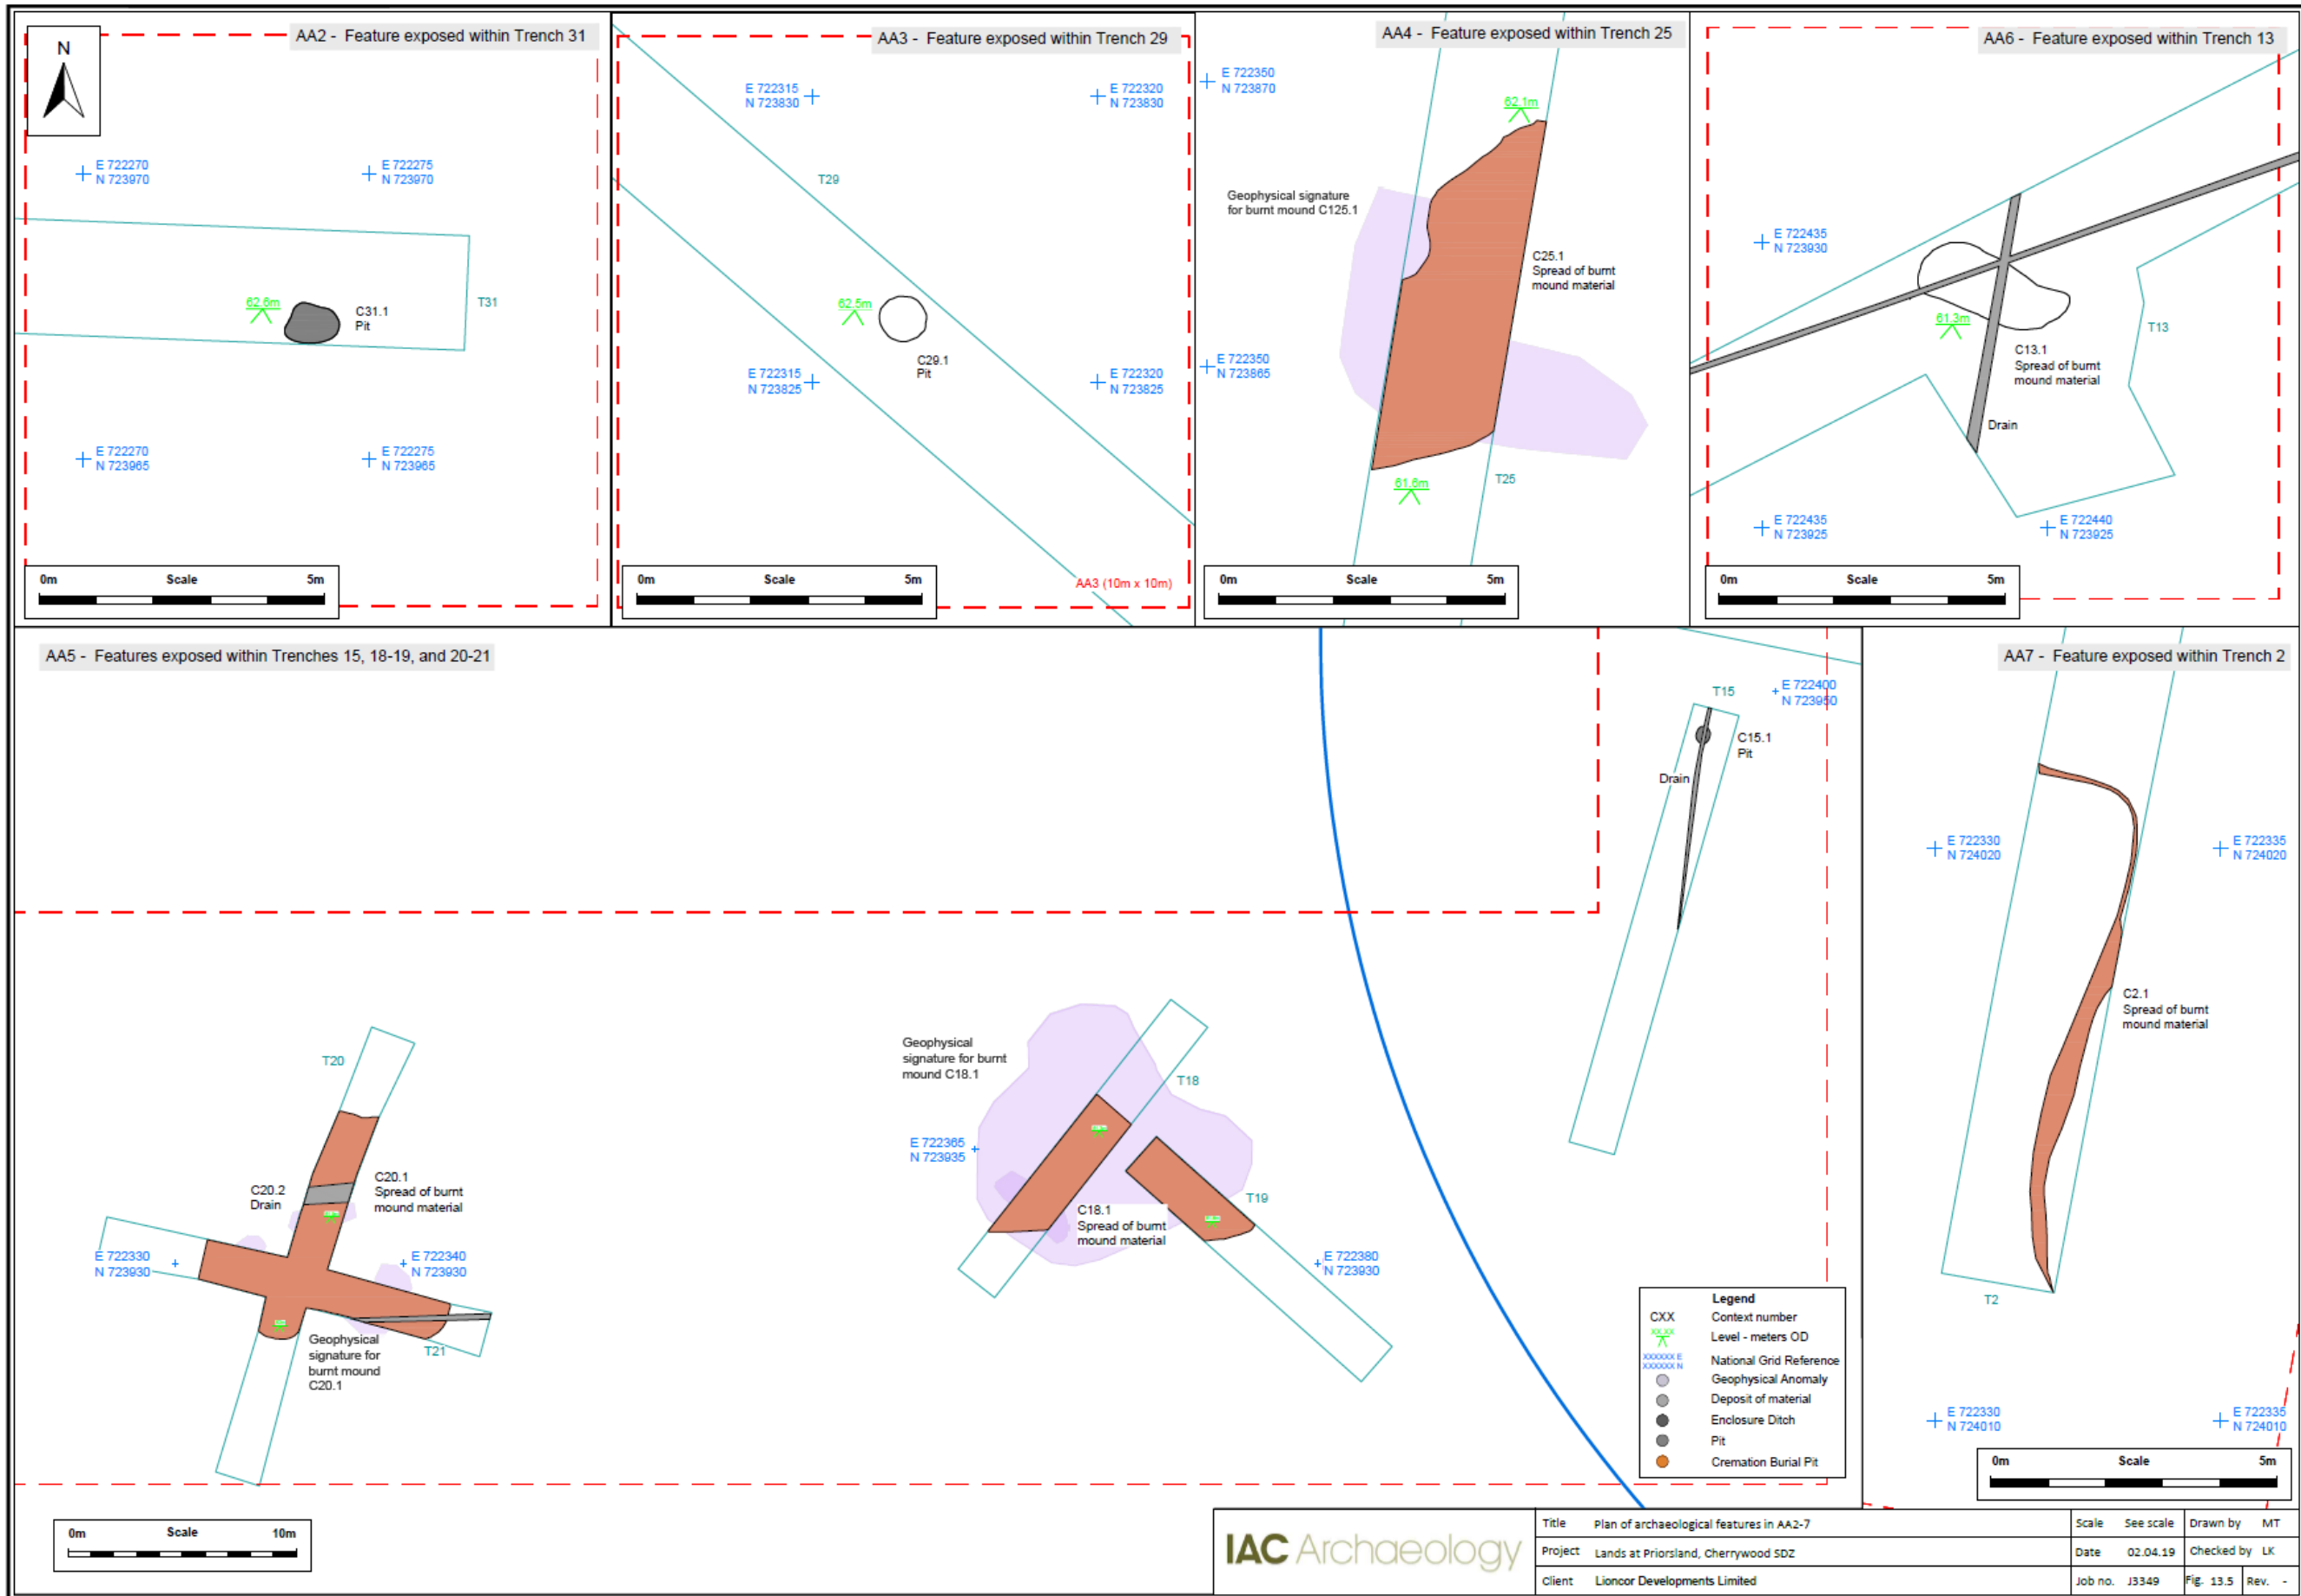 AA2 - Feature exposed within Trench 31
N
E 722270
N 723970
E 722275
N 723970
62.6m
C31.1
Pit
T31
E 722270
N 723965
E 722275
N 723965
0m Scale 5m
AA3 - Feature exposed within Trench 29
E 722315
N 723830
E 722320
N 723830
T29
62.5m
C29.1
Pit
E 722315
N 723825
E 722320
N 723825
AA3 (10m x 10m)
0m Scale 5m
AA4 - Feature exposed within Trench 25
E 722350
N 723870
62.1m
Geophysical signature
for burnt mound C125.1
C25.1
Spread of burnt
mound material
E 722350
N 723865
61.6m
T25
0m Scale 5m
AA6 - Feature exposed within Trench 13
E 722435
N 723930
61.3m
T13
C13.1
Spread of burnt
mound material
Drain
E 722435
N 723925
E 722440
N 723925
0m Scale 5m
AA5 - Features exposed within Trenches 15, 18-19, and 20-21
T15
E 722400
N 723950
C15.1
Pit
Drain
T20
C20.2
Drain
C20.1
Spread of burnt
mound material
E 722330
N 723930
E 722340
N 723930
Geophysical
signature for
burnt mound
C20.1
T21
Geophysical
signature for burnt
mound C18.1
T18
E 722365
N 723935
C18.1
Spread of burnt
mound material
T19
E 722380
N 723930
0m Scale 10m
Legend
CXX Context number
XX.XX Level - meters OD
XXXXXX E
XXXXXX N National Grid Reference
Geophysical Anomaly
Deposit of material
Enclosure Ditch
Pit
Cremation Burial Pit
AA7 - Feature exposed within Trench 2
E 722330
N 724020
E 722335
N 724020
C2.1
Spread of burnt
mound material
T2
E 722330
N 724010
E 722335
N 724010
0m Scale 5m
IAC Archaeology
Title Plan of archaeological features in AA2-7
Project Lands at Priorsland, Cherrywood SDZ
Client Lioncor Developments Limited
Scale See scale Drawn by MT
Date 02.04.19 Checked by LK
Job no. J3349 Fig. 13.5 Rev. -